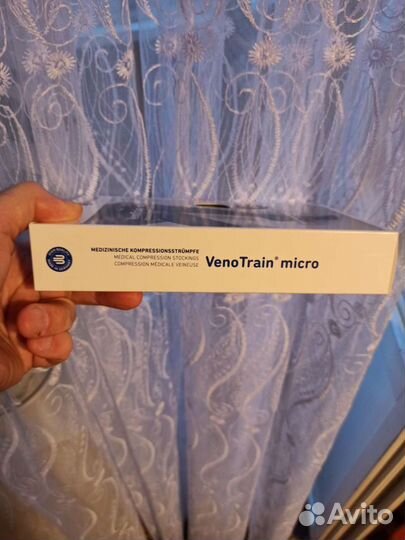 MEDIZINISCHE KOMPRESSIONSSTRÜMPFE
MEDICAL COMPRESSION STOCKINGS
COMPRESSION MÉDICALE VEINEUSE
VenoTrain® micro
Avito